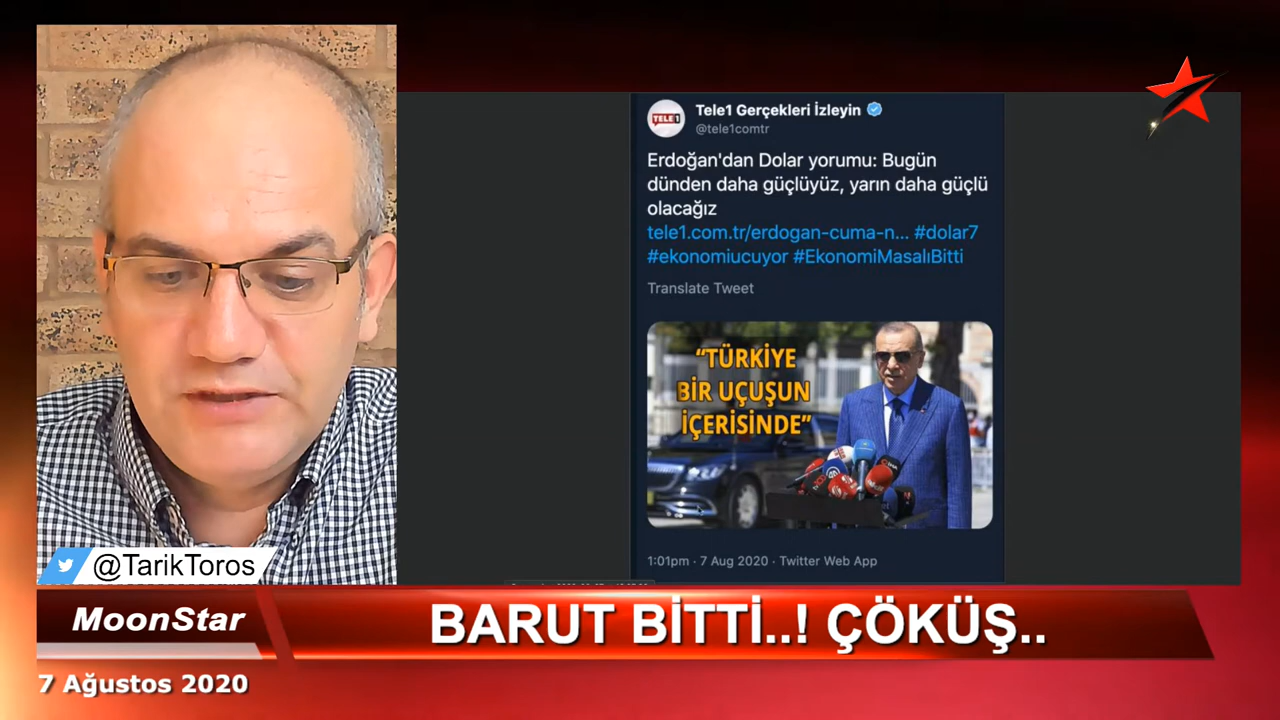 Tele1 Gerçekleri İzleyin
@tele1comtr
TELE1
Erdoğan'dan Dolar yorumu: Bugün
dünden daha güçlüyüz, yarın daha güçlü
olacağız
tele1.com.tr/erdogan-cuma-n... #dolar7
#ekonomiucuyor #EkonomiMasalıBitti
Translate Tweet
“TÜRKİYE
BİR UÇUŞUN
İÇERİSİNDE”
1:01pm · 7 Aug 2020 · Twitter Web App
@TarikToros
MoonStar
BARUT BİTTİ..! ÇÖKÜŞ..
7 Ağustos 2020